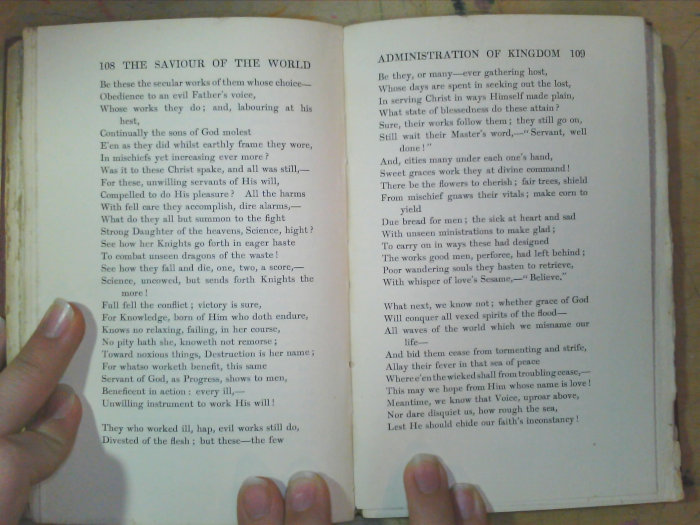 108 THE SAVIOUR OF THE WORLD
Be these the secular works of them whose choice—
Obedience to an evil Father's voice,
Whose works they do; and, labouring at his
best,
Continually the sons of God molest
E'en as they did whilst earthly frame they wore,
In mischiefs yet increasing ever more?
Was it to these Christ spake, and all was still,—
For these, unwilling servants of His will,
Compelled to do His pleasure? All the harms
With fell care they accomplish, dire alarms,—
What do they all but summon to the fight
Strong Daughter of the heavens, Science, hight?
See how her Knights go forth in eager haste
To combat unseen dragons of the waste!
See how they fall and die, one, two, a score,—
Science, uncowed, but sends forth Knights the
more!
Full fell the conflict; victory is sure,
For Knowledge, born of Him who doth endure,
Knows no relaxing, failing, in her course,
No pity hath she, knoweth not remorse;
Toward noxious things, Destruction is her name;
For whatso worketh benefit, this same
Servant of God, as Progress, shows to men,
Beneficent in action: every ill,—
Unwilling instrument to work His will!
They who worked ill, hap, evil works still do,
Divested of the flesh; but these—the few
ADMINISTRATION OF KINGDOM 109
Be they, or many—ever gathering host,
Whose days are spent in seeking out the lost,
In serving Christ in ways Himself made plain,
What state of blessedness do these attain?
Sure, their works follow them; they still go on,
Still wait their Master's word,—"Servant, well
done!"
And, cities many under each one's hand,
Sweet graces work they at divine command!
There be the flowers to cherish; fair trees, shield
From mischief gnaws their vitals; make corn to
yield
Due bread for men; the sick at heart and sad
With unseen ministrations to make glad;
To carry on in ways these had designed
The works good men, perforce, had left behind;
Poor wandering souls they hasten to retrieve,
With whisper of love's Sesame,—"Believe."
What next, we know not; whether grace of God
Will conquer all vexed spirits of the flood—
All waves of the world which we misname our
life—
And bid them cease from tormenting and strife,
Allay their fever in that sea of peace
Where e'en the wicked shall from troubling cease,—
This may we hope from Him whose name is love!
Meantime, we know that Voice, uproar above,
Nor dare disquiet us, how rough the sea,
Lest He should chide our faith's inconstancy!